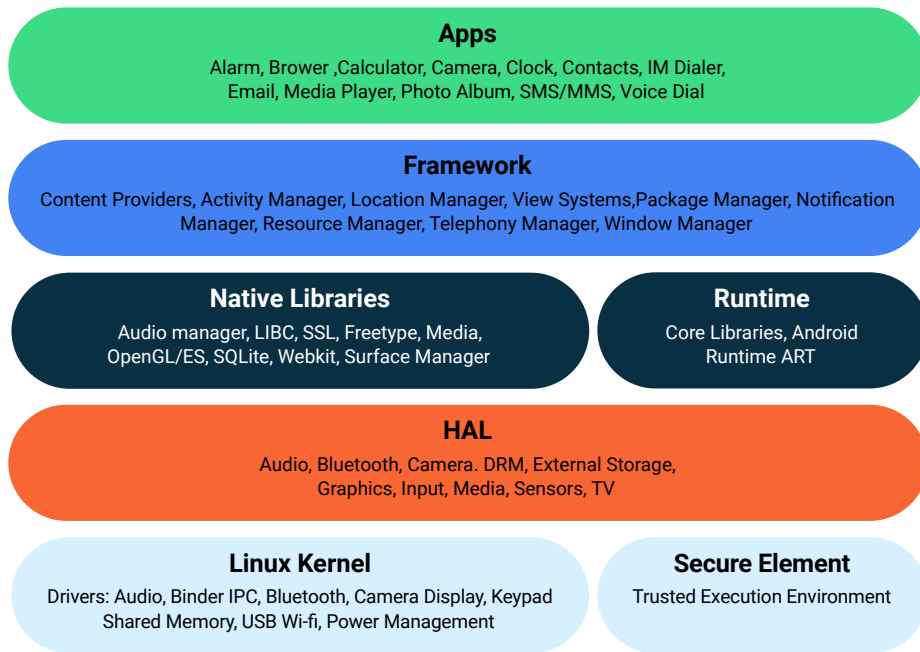 Apps
Alarm, Brower ,Calculator, Camera, Clock, Contacts, IM Dialer,
Email, Media Player, Photo Album, SMS/MMS, Voice Dial
Framework
Content Providers, Activity Manager, Location Manager, View Systems,Package Manager, Notification
Manager, Resource Manager, Telephony Manager, Window Manager
Native Libraries
Audio manager, LIBC, SSL, Freetype, Media,
OpenGL/ES, SQLite, Webkit, Surface Manager
Runtime
Core Libraries, Android
Runtime ART
HAL
Audio, Bluetooth, Camera. DRM, External Storage,
Graphics, Input, Media, Sensors, TV
Linux Kernel
Drivers: Audio, Binder IPC, Bluetooth, Camera Display, Keypad
Shared Memory, USB Wi-fi, Power Management
Secure Element
Trusted Execution Environment